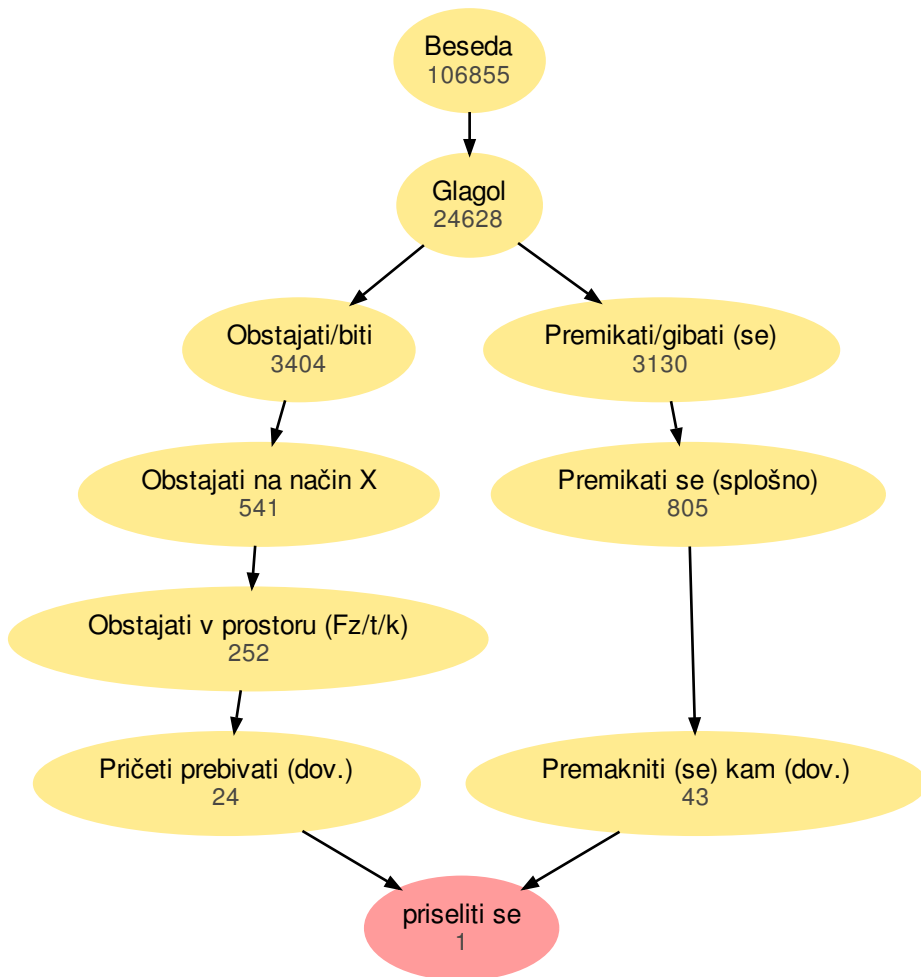 Beseda
106855
Glagol
24628
Obstajati/biti
3404
Premikati/gibati (se)
3130
Obstajati na način X
541
Premikati se (splošno)
805
Obstajati v prostoru (Fz/t/k)
252
Pričeti prebivati (dov.)
24
Premakniti (se) kam (dov.)
43
priseliti se
1